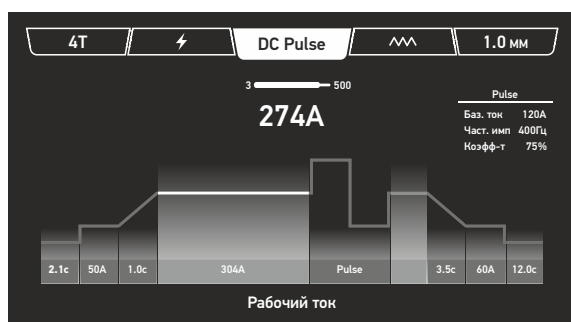 4T DC Pulse 1.0 мм
3 500
274A
Pulse
Баз. ток 120A
Част. имп 400Гц
Коэфф-т 75%
2.1с 50A 1.0с 304A Pulse 3.5с 60A 12.0с
Рабочий ток